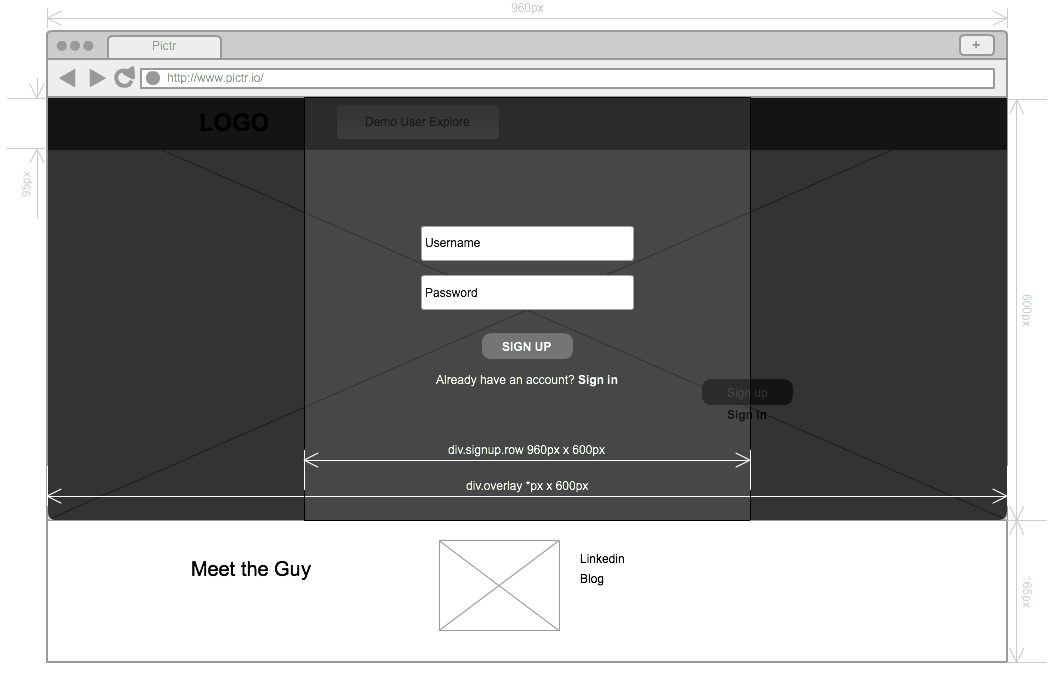 960px
Pictr
+
http://www.pictr.io/
LOGO
Demo User Explore
95px
Username
600px
Password
SIGN UP
Already have an account? Sign in
Sign up
Sign In
div.signup.row 960px x 600px
div.overlay *px x 600px
Meet the Guy
Linkedin
Blog
165px